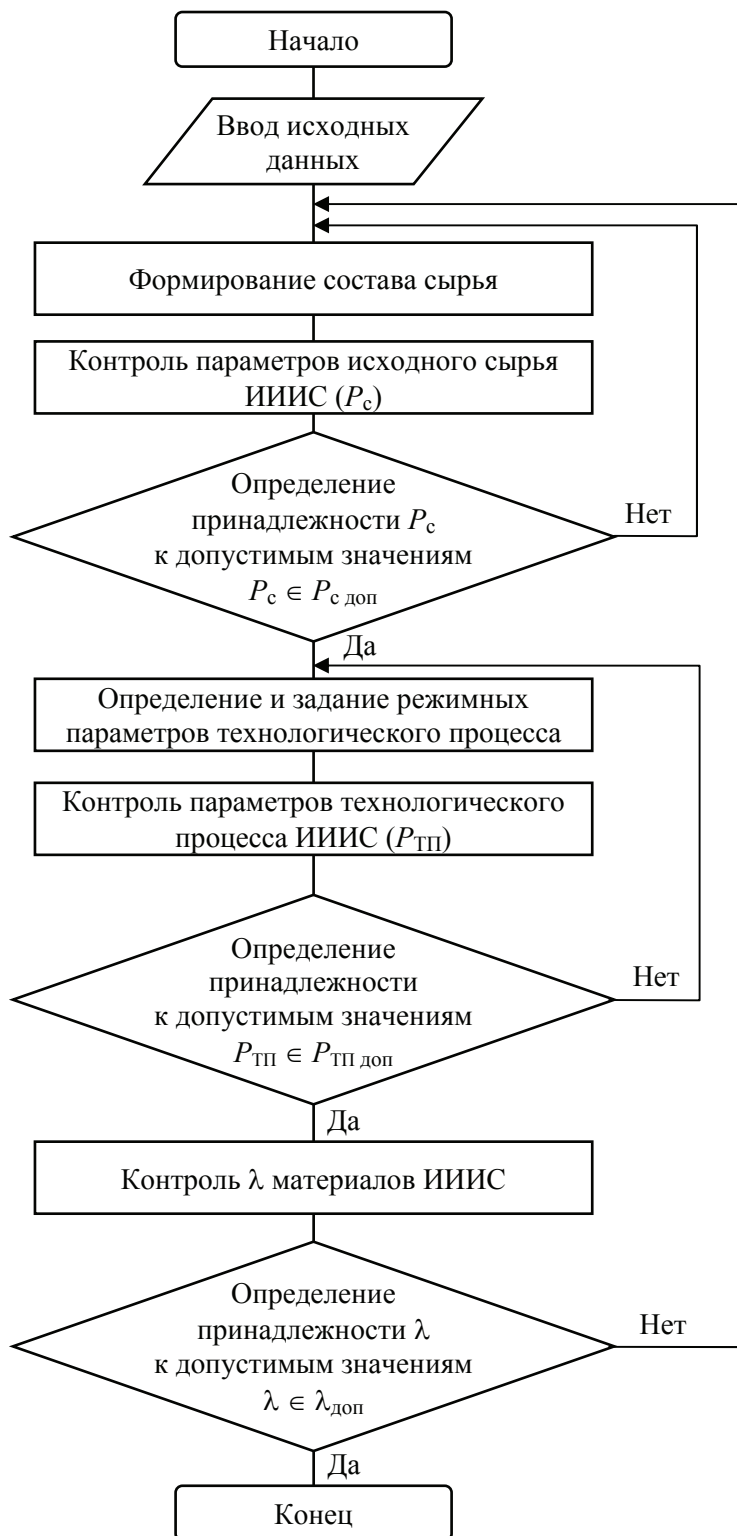 Начало
Ввод исходных
данных
Формирование состава сырья
Контроль параметров исходного сырья
ИИИС (Pс)
Определение
принадлежности Pс
к допустимым значениям
Pс ∈ Pс доп
Нет
Да
Определение и задание режимных
параметров технологического процесса
Контроль параметров технологического
процесса ИИИС (PТП)
Определение
принадлежности
к допустимым значениям
PТП ∈ PТП доп
Нет
Да
Контроль λ материалов ИИИС
Определение
принадлежности λ
к допустимым значениям
λ ∈ λдоп
Нет
Да
Конец